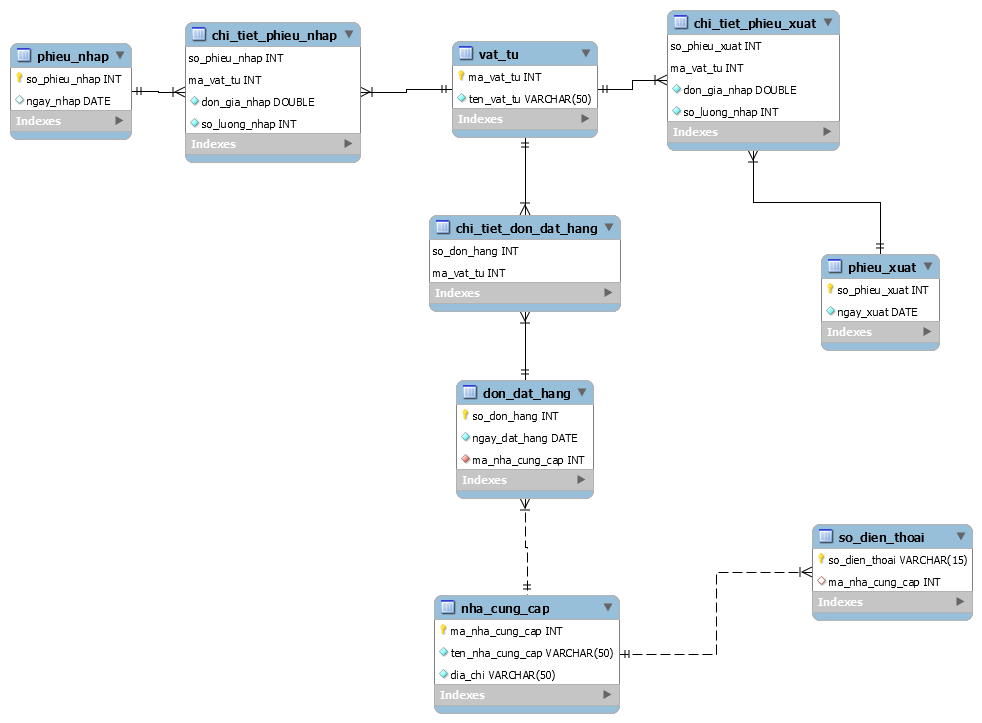 phieu_nhap
so_phieu_nhap INT
ngay_nhap DATE
Indexes
chi_tiet_phieu_nhap
so_phieu_nhap INT
ma_vat_tu INT
don_gia_nhap DOUBLE
so_luong_nhap INT
Indexes
vat_tu
ma_vat_tu INT
ten_vat_tu VARCHAR(50)
Indexes
chi_tiet_phieu_xuat
so_phieu_xuat INT
ma_vat_tu INT
don_gia_nhap DOUBLE
so_luong_nhap INT
Indexes
chi_tiet_don_dat_hang
so_don_hang INT
ma_vat_tu INT
Indexes
phieu_xuat
so_phieu_xuat INT
ngay_xuat DATE
Indexes
don_dat_hang
so_don_hang INT
ngay_dat_hang DATE
ma_nha_cung_cap INT
Indexes
so_dien_thoai
so_dien_thoai VARCHAR(15)
ma_nha_cung_cap INT
Indexes
nha_cung_cap
ma_nha_cung_cap INT
ten_nha_cung_cap VARCHAR(50)
dia_chi VARCHAR(50)
Indexes